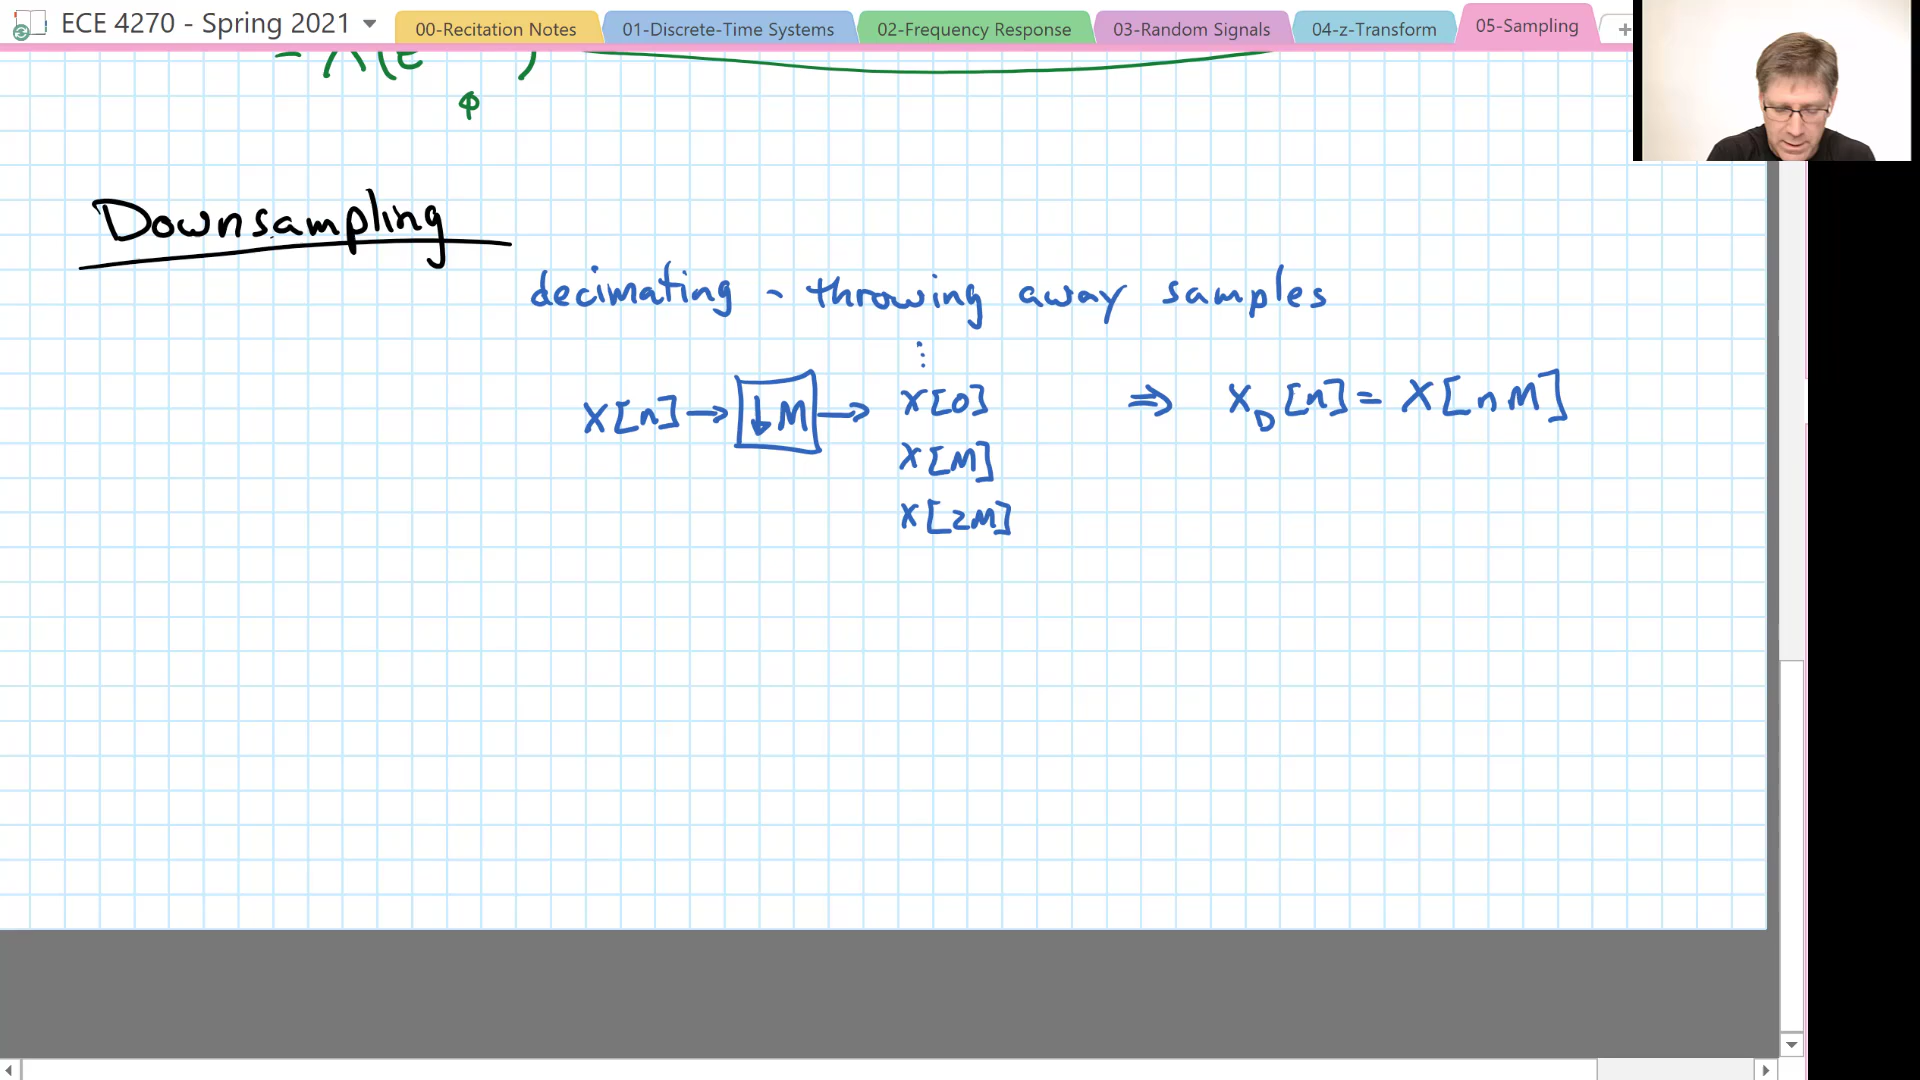 ECE 4270 - Spring 2021
00-Recitation Notes
01-Discrete-Time Systems
02-Frequency Response
03-Random Signals
04-z-Transform
05-Sampling
+
Downsampling
decimating - throwing away samples
⋮
x[n] → ↓M → x[0] ⇒ x_D[n] = x[nM]
x[M]
x[2M]